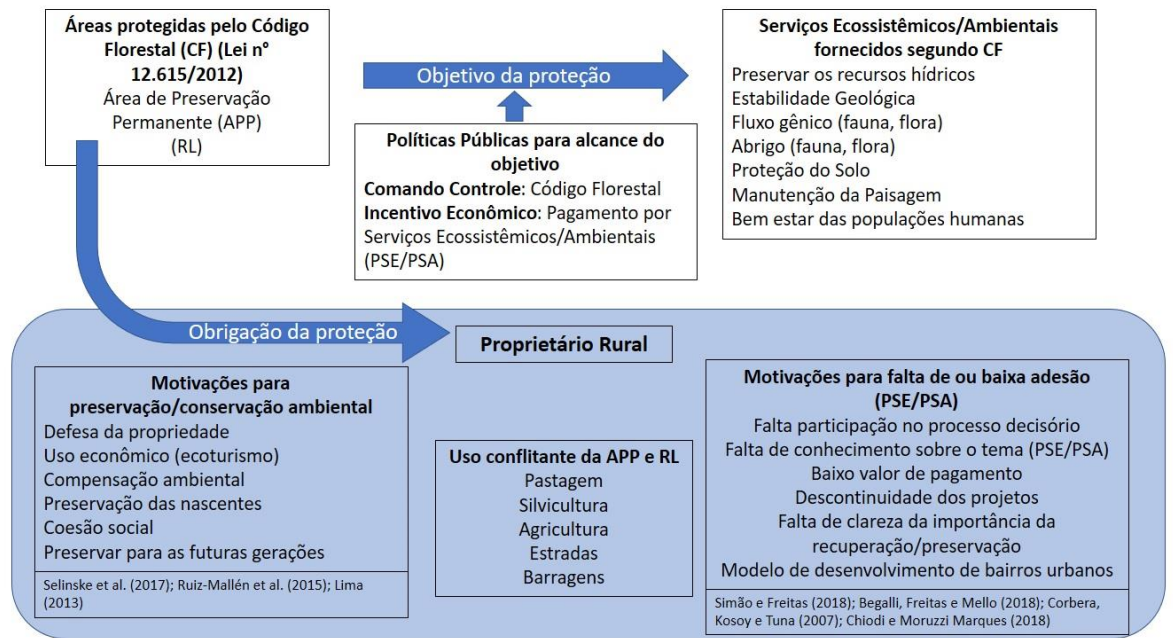 Áreas protegidas pelo Código
Florestal (CF) (Lei n°
12.615/2012)
Área de Preservação
Permanente (APP)
(RL)
Objetivo da proteção
Serviços Ecossistêmicos/Ambientais
fornecidos segundo CF
Preservar os recursos hídricos
Estabilidade Geológica
Fluxo gênico (fauna, flora)
Abrigo (fauna, flora)
Proteção do Solo
Manutenção da Paisagem
Bem estar das populações humanas
Políticas Públicas para alcance do
objetivo
Comando Controle: Código Florestal
Incentivo Econômico: Pagamento por
Serviços Ecossistêmicos/Ambientais
(PSE/PSA)
Obrigação da proteção
Proprietário Rural
Motivações para
preservação/conservação ambiental
Defesa da propriedade
Uso econômico (ecoturismo)
Compensação ambiental
Preservação das nascentes
Coesão social
Preservar para as futuras gerações
Selinske et al. (2017); Ruiz-Mallén et al. (2015); Lima
(2013)
Uso conflitante da APP e RL
Pastagem
Silvicultura
Agricultura
Estradas
Barragens
Motivações para falta de ou baixa adesão
(PSE/PSA)
Falta participação no processo decisório
Falta de conhecimento sobre o tema (PSE/PSA)
Baixo valor de pagamento
Descontinuidade dos projetos
Falta de clareza da importância da
recuperação/preservação
Modelo de desenvolvimento de bairros urbanos
Simão e Freitas (2018); Begalli, Freitas e Mello (2018); Corbera,
Kosoy e Tuna (2007); Chiodi e Moruzzi Marques (2018)